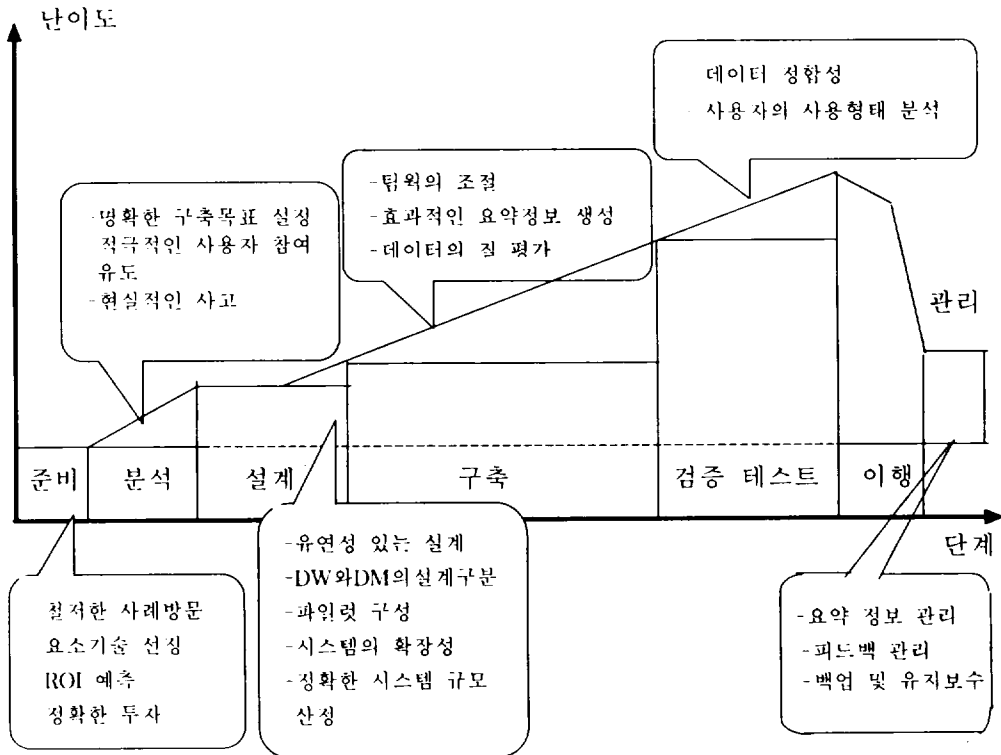 난이도
데이터 정합성
- 사용자의 사용형태 분석
-팀웍의 조절
-효과적인 요약정보 생성
-데이터의 질 평가
-명확한 구축목표 설정
적극적인 사용자 참여
유도
-현실적인 사고
관리
준비
분석
설계
구축
검증 테스트
이행
단계
철저한 사례방문
요소기술 선정
ROI 예측
정확한 투자
-유연성 있는 설계
-DW와DM의설계구분
-파일럿 구성
-시스템의 확장성
-정확한 시스템 규모
산정
-요약 정보 관리
-피드백 관리
-백업 및 유지보수